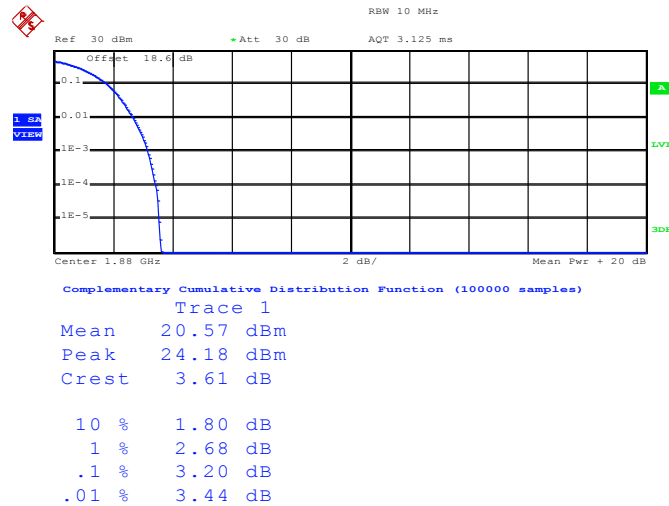 R S
RBW 10 MHz
Ref 30 dBm * Att 30 dB AQT 3.125 ms
Offset 18.6 dB
0.1
A
0.01
1 SA
VIEW
1E-3
LVL
1E-4
1E-5
3DB
Center 1.88 GHz 2 dB/ Mean Pwr + 20 dB
Complementary Cumulative Distribution Function (100000 samples)
Trace 1
Mean 20.57 dBm
Peak 24.18 dBm
Crest 3.61 dB
10 % 1.80 dB
1 % 2.68 dB
.1 % 3.20 dB
.01 % 3.44 dB